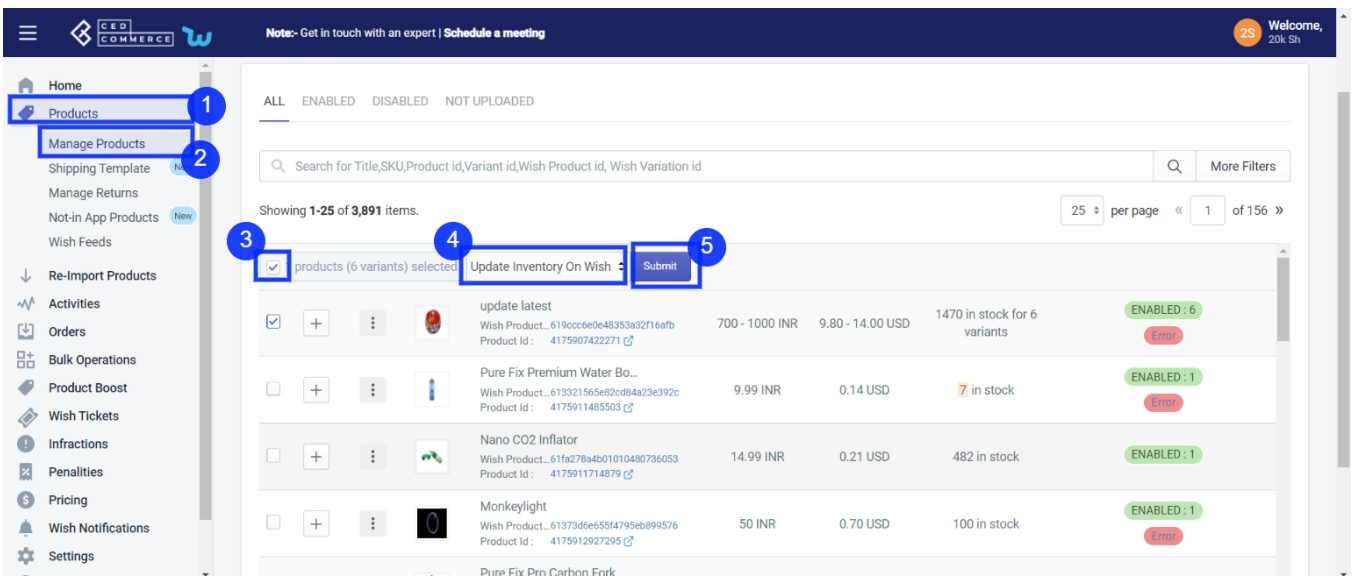 CED COMMERCE
Note:- Get in touch with an expert | Schedule a meeting
2S
Welcome,
20k Sh
Home
Products
1
Manage Products
2
Shipping Template
Manage Returns
Not-in App Products New
Wish Feeds
Re-Import Products
Activities
Orders
Bulk Operations
Product Boost
Wish Tickets
Infractions
Penalities
Pricing
Wish Notifications
Settings
ALL ENABLED DISABLED NOT UPLOADED
Search for Title,SKU,Product id,Variant id,Wish Product id, Wish Variation id
More Filters
Showing 1-25 of 3,891 items.
25 per page « 1 of 156 »
3
4
5
products (6 variants) selected
Update Inventory On Wish
Submit
update latest
Wish Product...619ccc6e0e48353a32f16afb
Product Id : 4175907422271
700 - 1000 INR
9.80 - 14.00 USD
1470 in stock for 6
variants
ENABLED : 6
Error
Pure Fix Premium Water Bo...
Wish Product...613321565e82cd84a23e392c
Product Id : 4175911485503
9.99 INR
0.14 USD
7 in stock
ENABLED : 1
Error
Nano CO2 Inflator
Wish Product...61fa278a4b01010480736053
Product Id : 4175911714879
14.99 INR
0.21 USD
482 in stock
ENABLED : 1
Monkeylight
Wish Product...61373d6e655f4795eb899576
Product Id : 4175912927295
50 INR
0.70 USD
100 in stock
ENABLED : 1
Error
Pure Fix Pro Carbon Fork